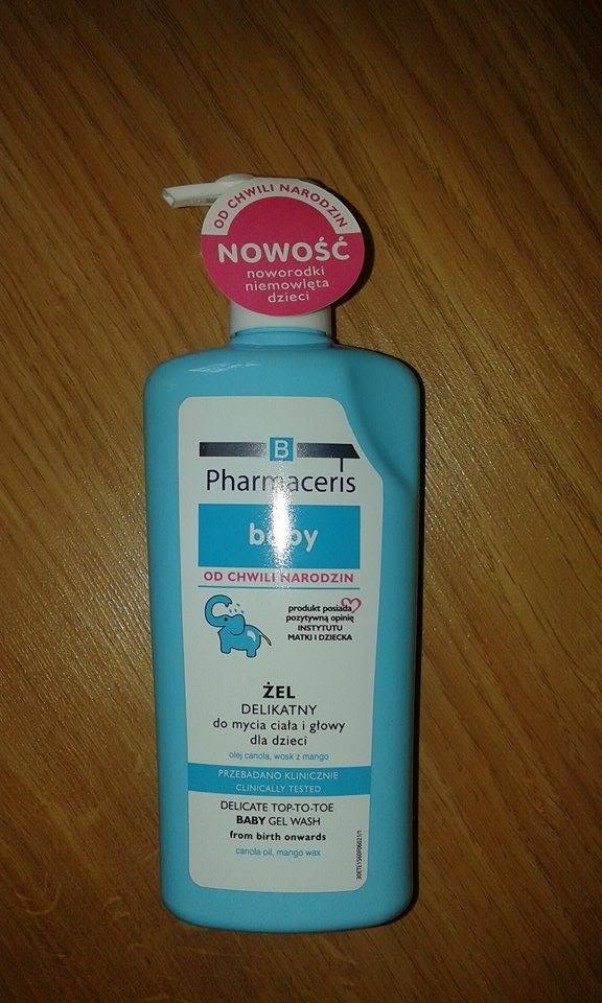 OD CHWILI NARODZIN
NOWOŚĆ
noworodki
niemowlęta
dzieci
B
Pharmaceris
baby
OD CHWILI NARODZIN
produkt posiada
pozytywną opinię
INSTYTUTU
MATKI I DZIECKA
ŻEL
DELIKATNY
do mycia ciała i głowy
dla dzieci
olej canola, wosk z mango
PRZEBADANO KLINICZNIE
CLINICALLY TESTED
DELICATE TOP-TO-TOE
BABY GEL WASH
from birth onwards
canola oil, mango wax